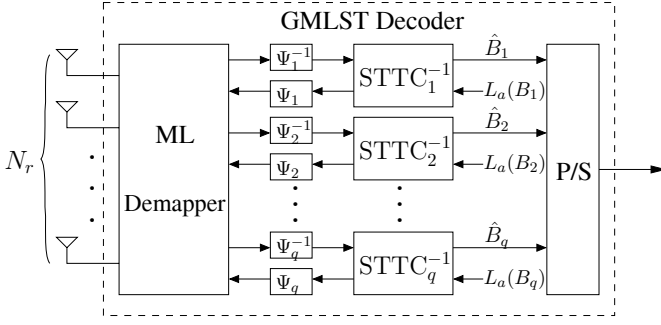 GMLST Decoder
N_r
ML
Demapper
Ψ_1^{-1}
Ψ_1
STTC_1^{-1}
B̂_1
L_a(B_1)
Ψ_2^{-1}
Ψ_2
STTC_2^{-1}
B̂_2
L_a(B_2)
Ψ_q^{-1}
Ψ_q
STTC_q^{-1}
B̂_q
L_a(B_q)
P/S